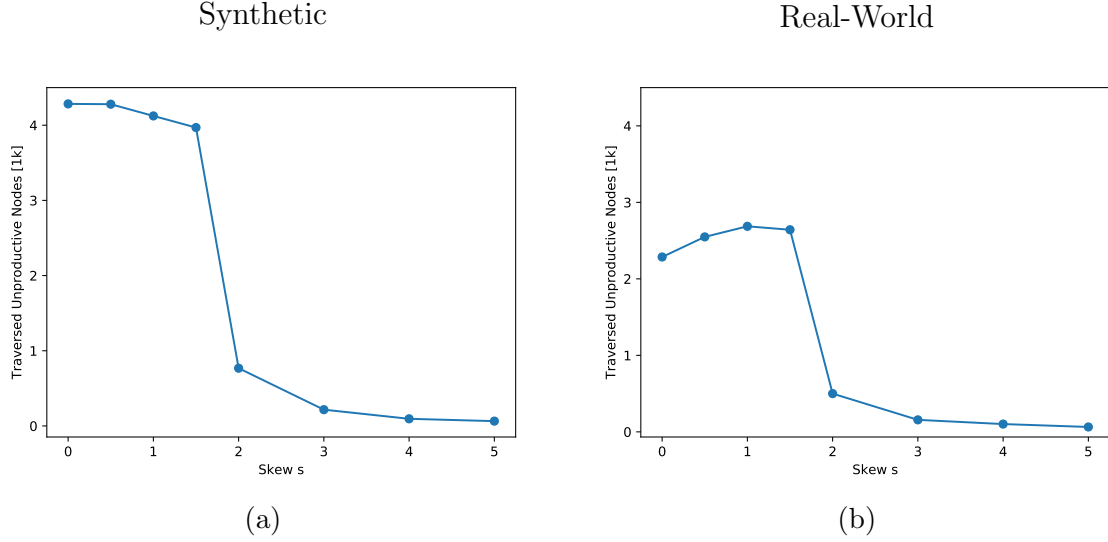 Synthetic
Traversed Unproductive Nodes [1k]
4
3
2
1
0
0 1 2 3 4 5
Skew s
(a)
Real-World
Traversed Unproductive Nodes [1k]
4
3
2
1
0
0 1 2 3 4 5
Skew s
(b)